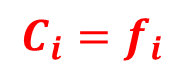 C_i = f_i